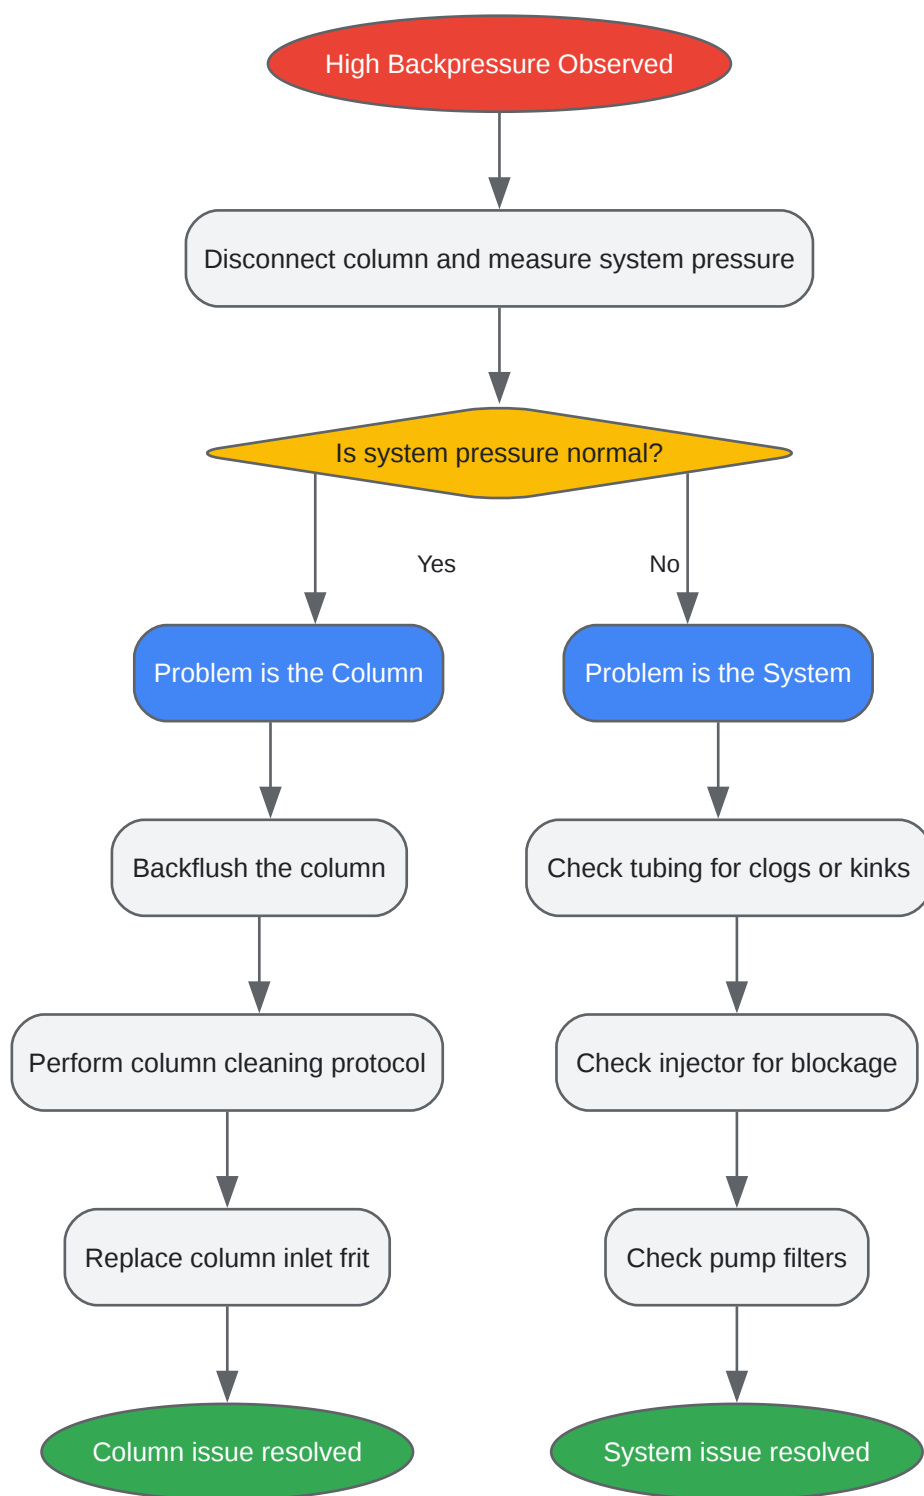 High Backpressure Observed
Disconnect column and measure system pressure
Is system pressure normal?
Yes
No
Problem is the Column
Problem is the System
Backflush the column
Check tubing for clogs or kinks
Perform column cleaning protocol
Check injector for blockage
Replace column inlet frit
Check pump filters
Column issue resolved
System issue resolved